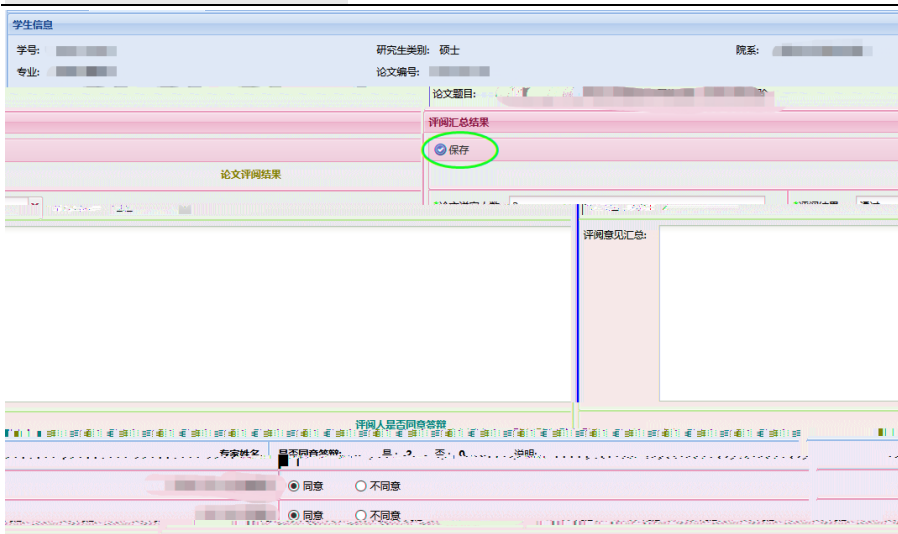 学生信息
学号: 研究生类别: 硕士 院系:
专业: 论文编号:
论文题目:
评阅汇总结果
保存
论文评阅结果
评阅意见汇总:
评阅人是否同意答辩
专家姓名 是否同意答辩: 是: 2, 否: 0, 说明:
同意 不同意
同意 不同意